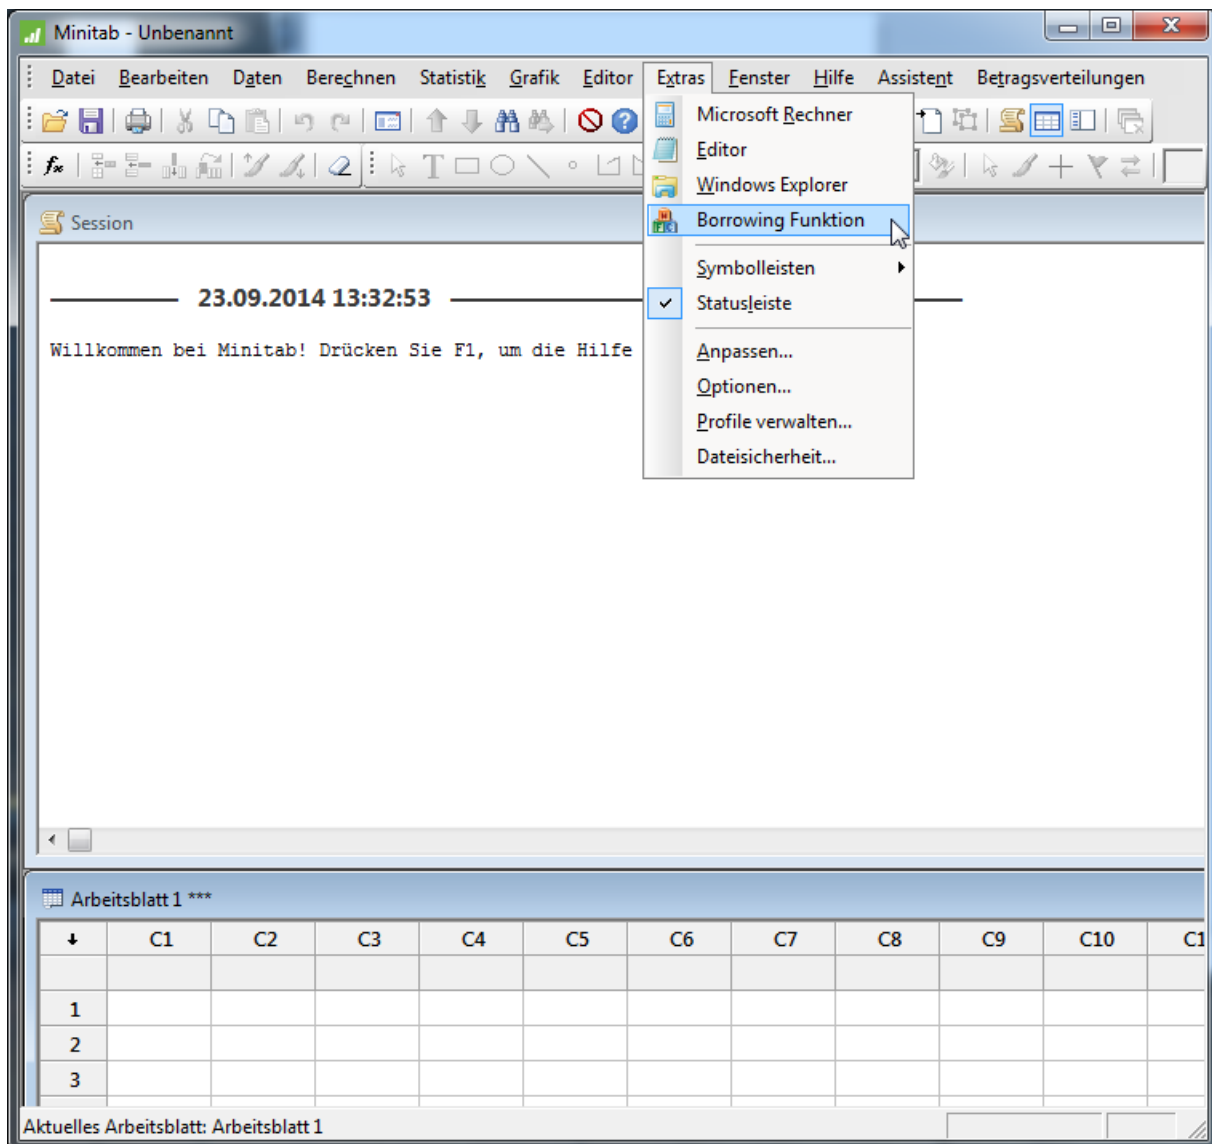 Minitab - Unbenannt
Datei Bearbeiten Daten Berechnen Statistik Grafik Editor Extras Fenster Hilfe Assistent Betragsverteilungen
Microsoft Rechner
Editor
Windows Explorer
Borrowing Funktion
Symbolleisten
Statusleiste
Anpassen...
Optionen...
Profile verwalten...
Dateisicherheit...
Session
23.09.2014 13:32:53
Willkommen bei Minitab! Drücken Sie F1, um die Hilfe
Arbeitsblatt 1 ***
C1 C2 C3 C4 C5 C6 C7 C8 C9 C10 C1
1
2
3
Aktuelles Arbeitsblatt: Arbeitsblatt 1